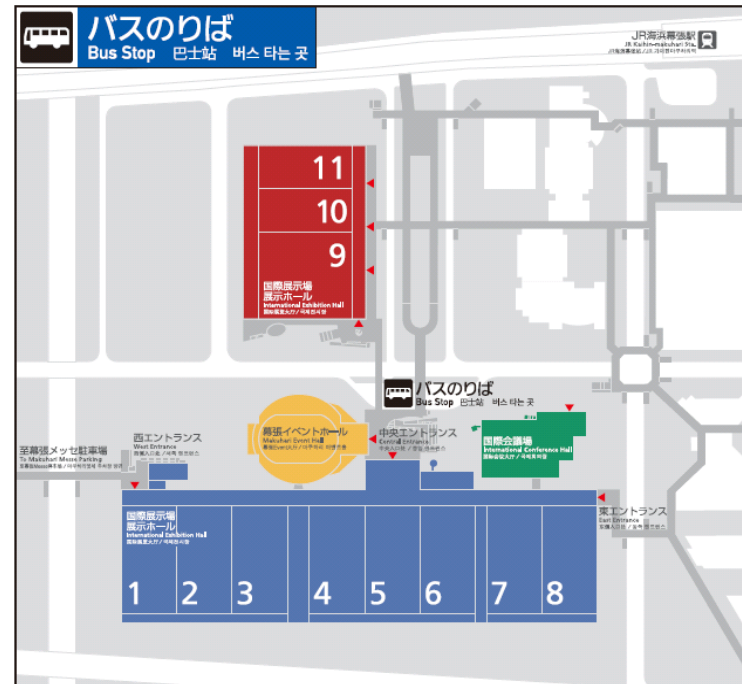 バスのりば
Bus Stop 巴士站 버스 타는 곳
JR海浜幕張駅
JR Kaihin-makuhari Sta.
11
10
9
国際展示場
展示ホール
International Exhibition Hall
バスのりば
Bus Stop 巴士站 버스 타는 곳
幕張イベントホール
Makuhari Event Hall
中央エントランス
Central Entrance
国際会議場
International Conference Hall
西エントランス
West Entrance
至幕張メッセ駐車場
To Makuhari Messe Parking
東エントランス
East Entrance
国際展示場
展示ホール
International Exhibition Hall
1 2 3 4 5 6 7 8